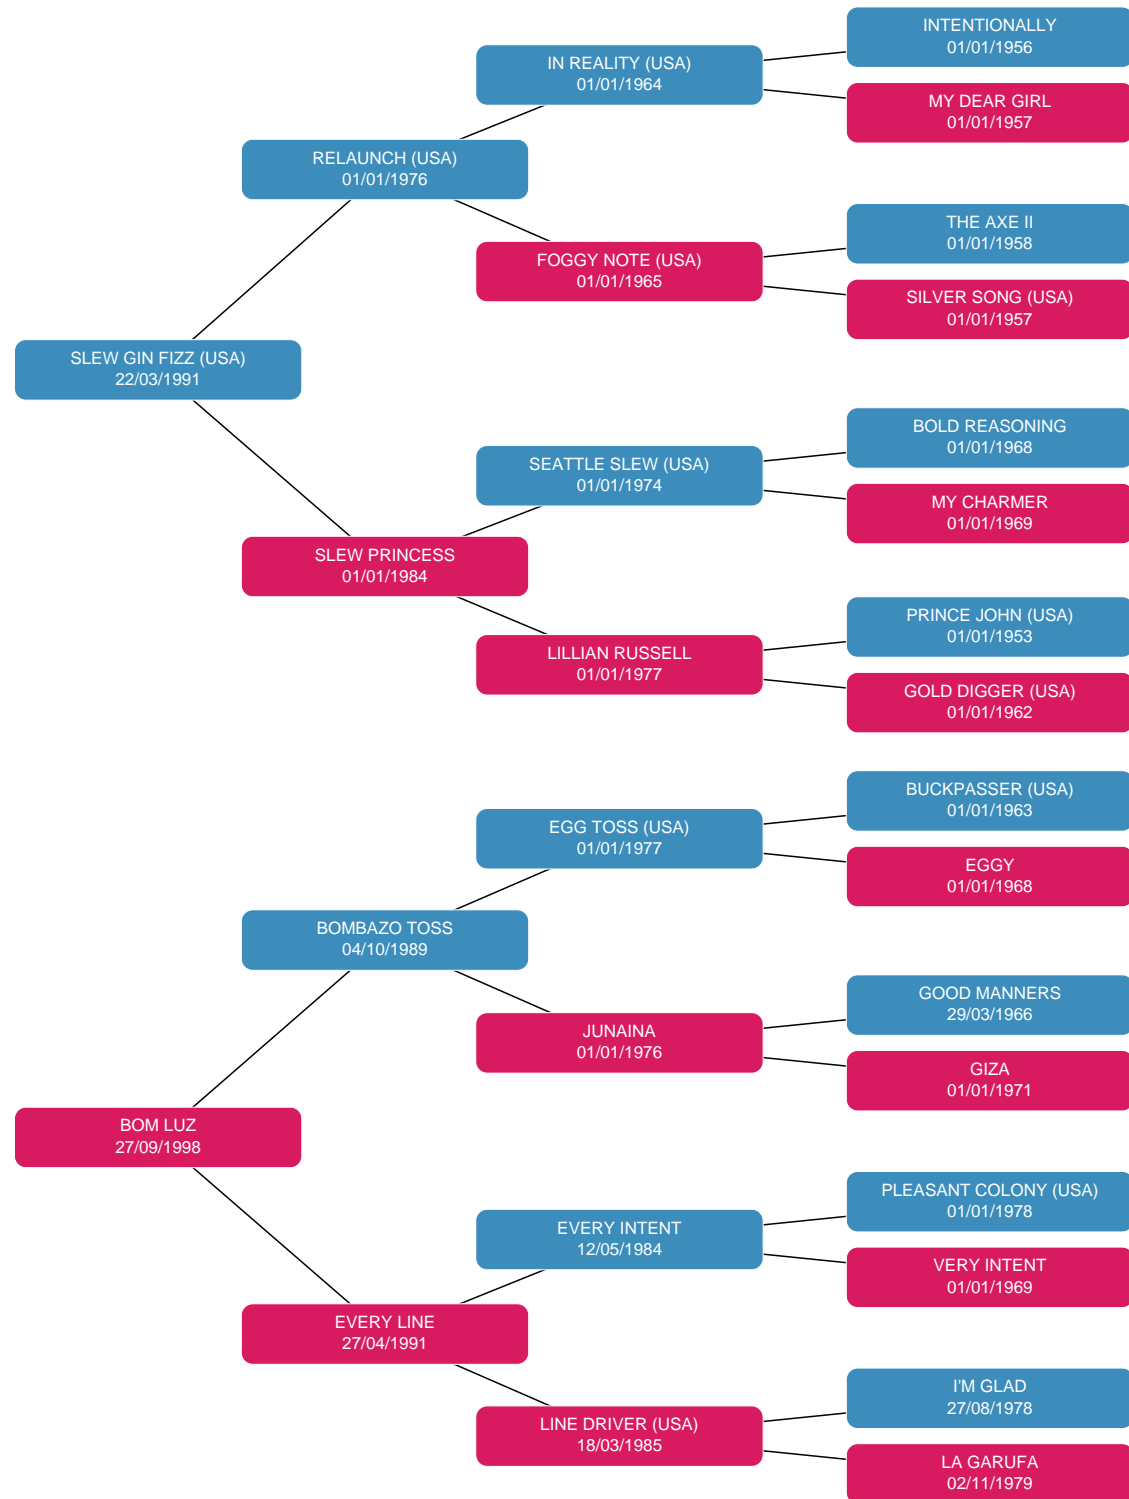 INTENTIONALLY
01/01/1956
IN REALITY (USA)
01/01/1964
MY DEAR GIRL
01/01/1957
RELAUNCH (USA)
01/01/1976
THE AXE II
01/01/1958
FOGGY NOTE (USA)
01/01/1965
SILVER SONG (USA)
01/01/1957
SLEW GIN FIZZ (USA)
22/03/1991
BOLD REASONING
01/01/1968
SEATTLE SLEW (USA)
01/01/1974
MY CHARMER
01/01/1969
SLEW PRINCESS
01/01/1984
PRINCE JOHN (USA)
01/01/1953
LILLIAN RUSSELL
01/01/1977
GOLD DIGGER (USA)
01/01/1962
BUCKPASSER (USA)
01/01/1963
EGG TOSS (USA)
01/01/1977
EGGY
01/01/1968
BOMBAZO TOSS
04/10/1989
GOOD MANNERS
29/03/1966
JUNAINA
01/01/1976
GIZA
01/01/1971
BOM LUZ
27/09/1998
PLEASANT COLONY (USA)
01/01/1978
EVERY INTENT
12/05/1984
VERY INTENT
01/01/1969
EVERY LINE
27/04/1991
I'M GLAD
27/08/1978
LINE DRIVER (USA)
18/03/1985
LA GARUFA
02/11/1979